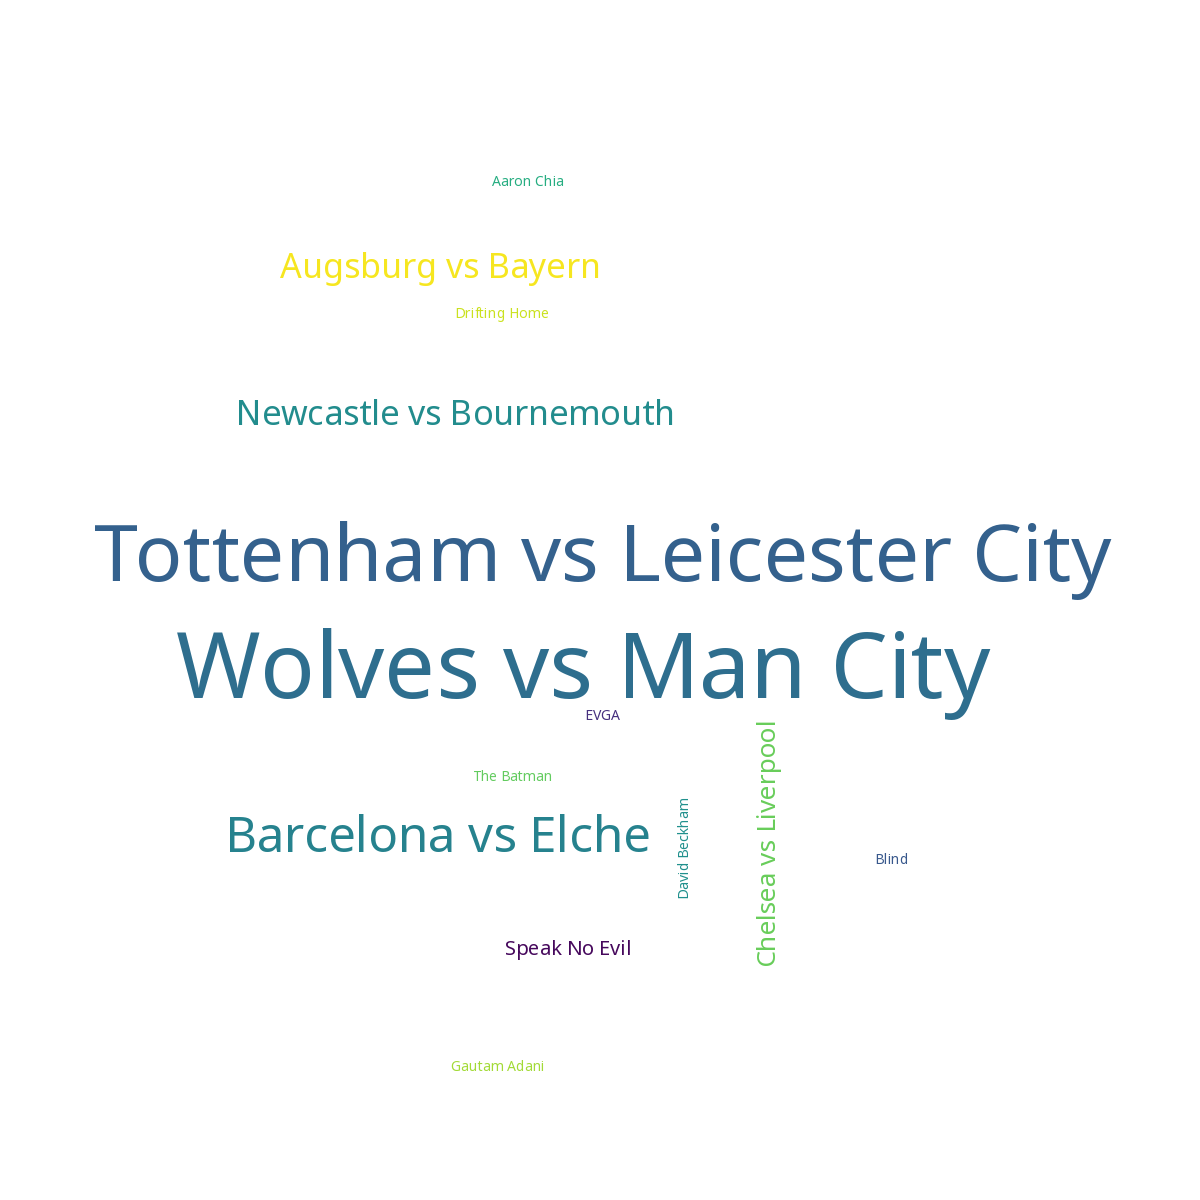 Aaron Chia
Augsburg vs Bayern
Drifting Home
Newcastle vs Bournemouth
Tottenham vs Leicester City
Wolves vs Man City
EVGA
The Batman
Barcelona vs Elche
David Beckham
Chelsea vs Liverpool
Blind
Speak No Evil
Gautam Adani